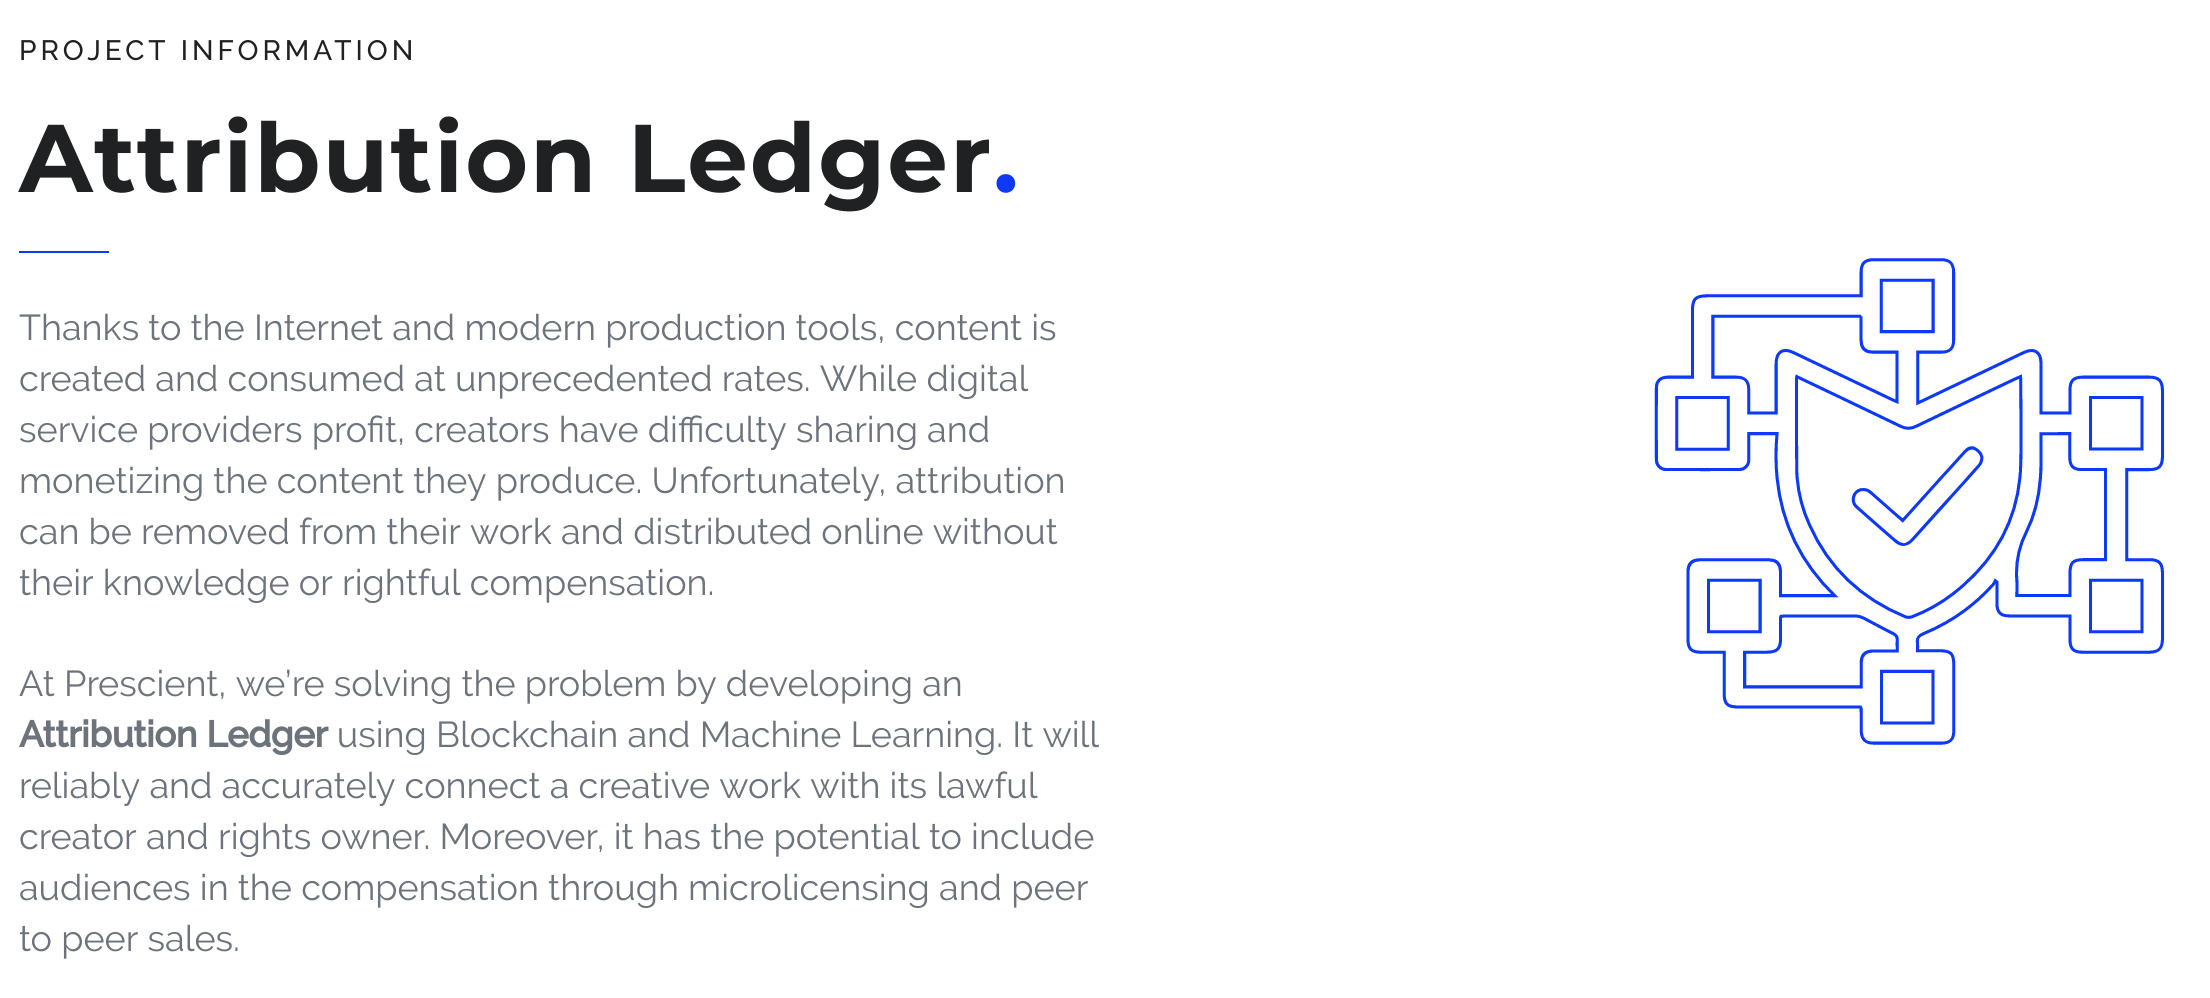 PROJECT INFORMATION
Attribution Ledger.
Thanks to the Internet and modern production tools, content is
created and consumed at unprecedented rates. While digital
service providers profit, creators have difficulty sharing and
monetizing the content they produce. Unfortunately, attribution
can be removed from their work and distributed online without
their knowledge or rightful compensation.
At Prescient, we’re solving the problem by developing an
Attribution Ledger using Blockchain and Machine Learning. It will
reliably and accurately connect a creative work with its lawful
creator and rights owner. Moreover, it has the potential to include
audiences in the compensation through microlicensing and peer
to peer sales.